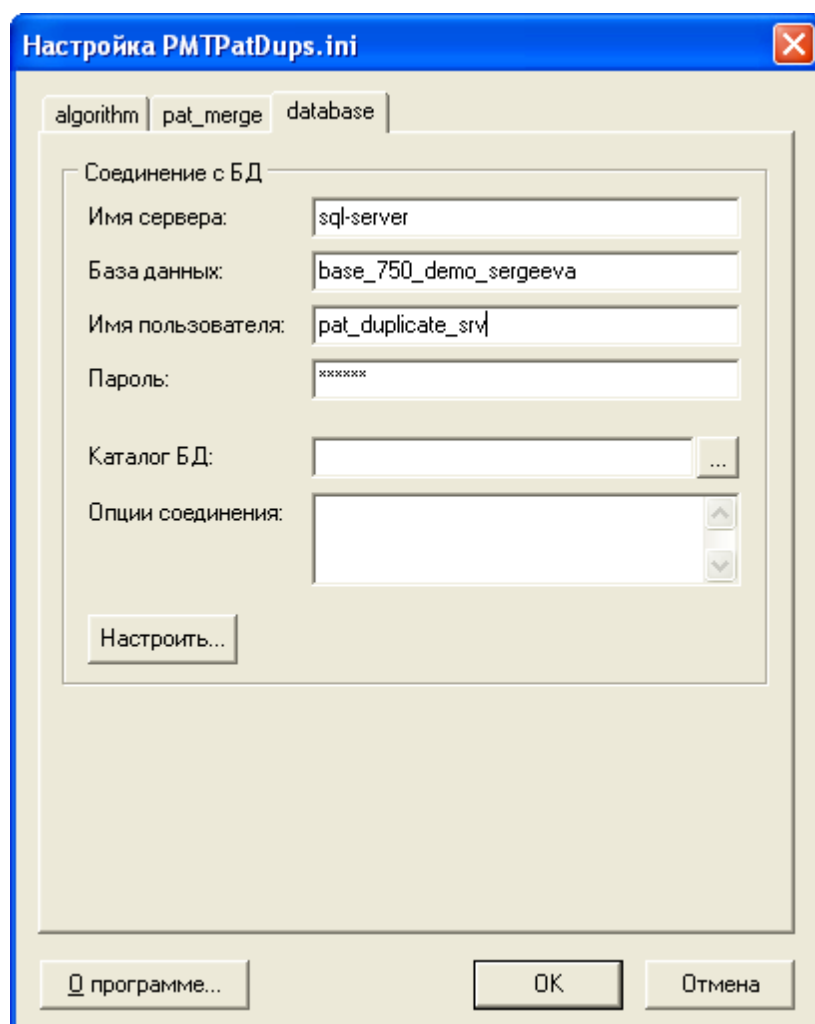 Настройка PMTPatDups.ini
algorithm pat_merge database
Соединение с БД
Имя сервера: sql-server
База данных: base_750_demo_sergeeva
Имя пользователя: pat_duplicate_srv
Пароль: ******
Каталог БД: ...
Опции соединения:
Настроить...
О программе... OK Отмена